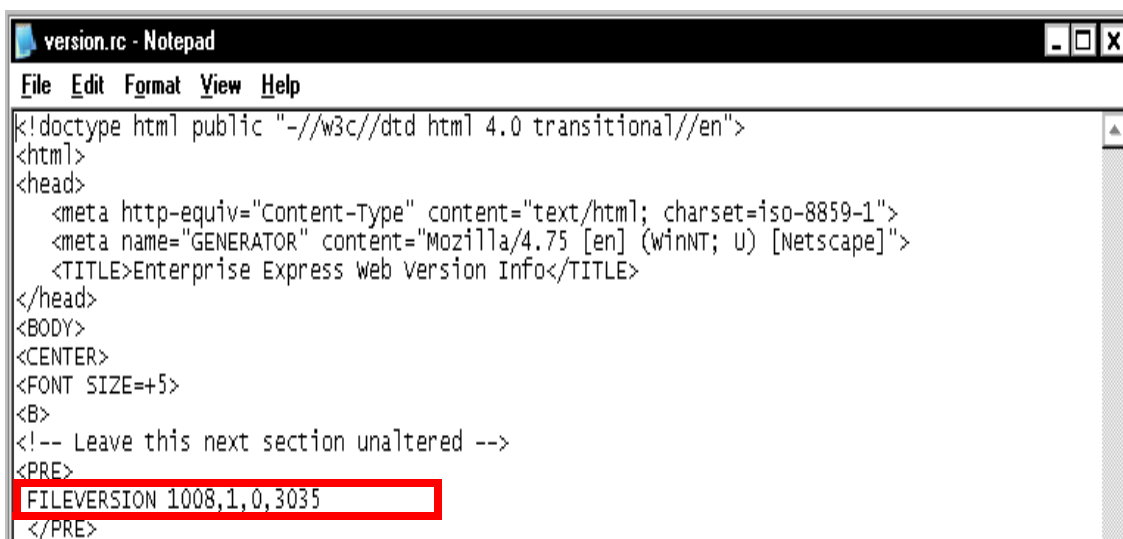 version.rc - Notepad
File Edit Format View Help
<!doctype html public "-//w3c//dtd html 4.0 transitional//en">
<html>
<head>
<meta http-equiv="Content-Type" content="text/html; charset=iso-8859-1">
<meta name="GENERATOR" content="Mozilla/4.75 [en] (WinNT; U) [Netscape]">
<TITLE>Enterprise Express Web Version Info</TITLE>
</head>
<BODY>
<CENTER>
<FONT SIZE=+5>
<B>
<!-- Leave this next section unaltered -->
<PRE>
FILEVERSION 1008,1,0,3035
</PRE>